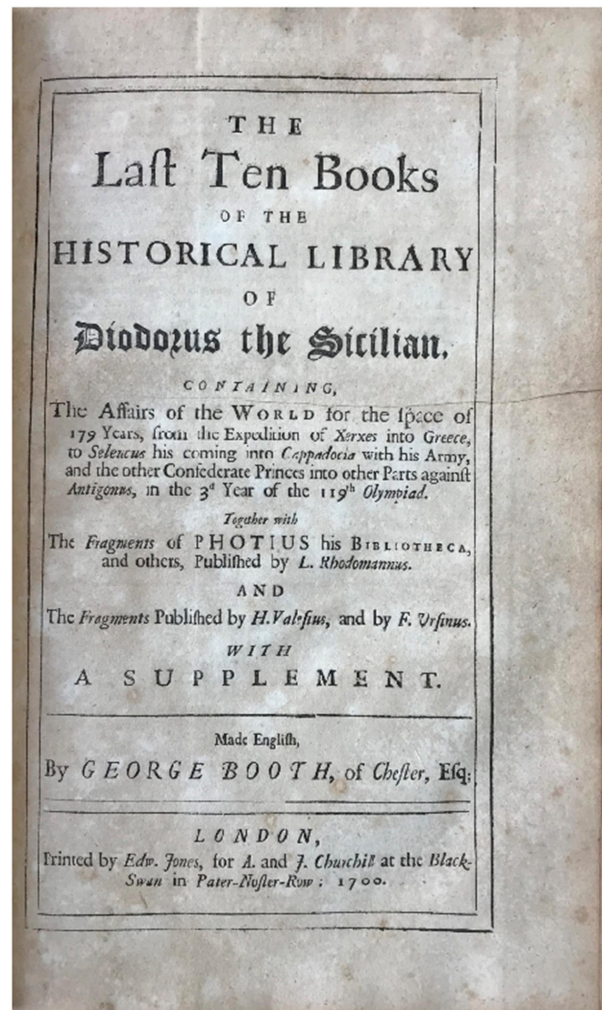 THE
Laſt Ten Books
OF THE
HISTORICAL LIBRARY
OF
Diodorus the Sicilian.
CONTAINING,
The Affairs of the WORLD for the ſpace of
179 Years, from the Expedition of Xerxes into Greece,
to Seleucus his coming into Cappadocia with his Army,
and the other Confederate Princes into other Parts againſt
Antigonus, in the 3d Year of the 119th Olympiad.
Together with
The Fragments of PHOTIUS his BIBLIOTHECA,
and others, Publiſhed by L. Rhodomannus.
AND
The Fragments Publiſhed by H. Valeſius, and by F. Urſinus.
WITH
A SUPPLEMENT.
Made Engliſh,
By GEORGE BOOTH, of Cheſter, Eſq;
LONDON,
Printed by Edw. Jones, for A. and J. Churchill at the Black-
Swan in Pater-Noſter-Row: 1700.